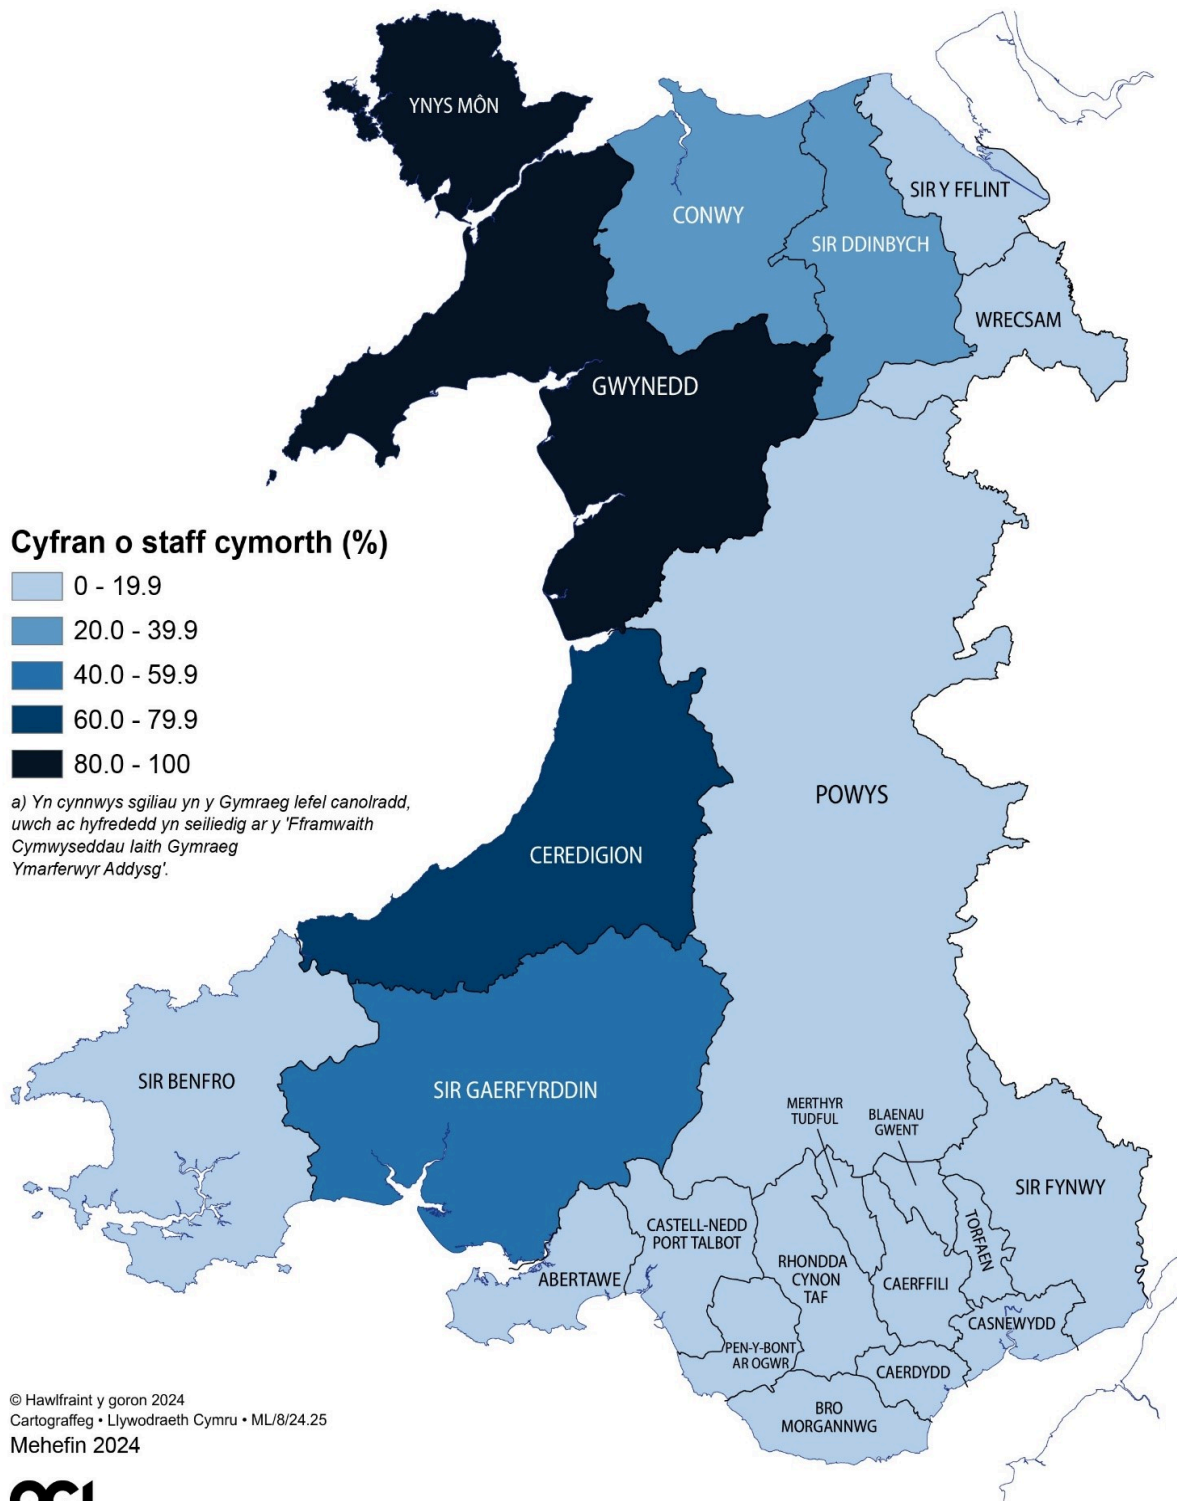 YNYS MÔN
CONWY
SIR Y FFLINT
SIR DDINBYCH
WRECSAM
GWYNEDD
Cyfran o staff cymorth (%)
0 - 19.9
20.0 - 39.9
40.0 - 59.9
60.0 - 79.9
80.0 - 100
a) Yn cynnwys sgiliau yn y Gymraeg lefel canolradd,
uwch ac hyfrededd yn seiliedig ar y 'Fframwaith
Cymwyseddau Iaith Gymraeg
Ymarferwyr Addysg'.
POWYS
CEREDIGION
SIR BENFRO
SIR GAERFYRDDIN
MERTHYR
TUDFUL
BLAENAU
GWENT
SIR FYNWY
CASTELL-NEDD
PORT TALBOT
TORFAEN
ABERTAWE
RHONDDA
CYNON
TAF
CAERFFILI
CASNEWYDD
PEN-Y-BONT
AR OGWR
CAERDYDD
BRO
MORGANNWG
© Hawlfraint y goron 2024
Cartograffeg • Llywodraeth Cymru • ML/8/24.25
Mehefin 2024